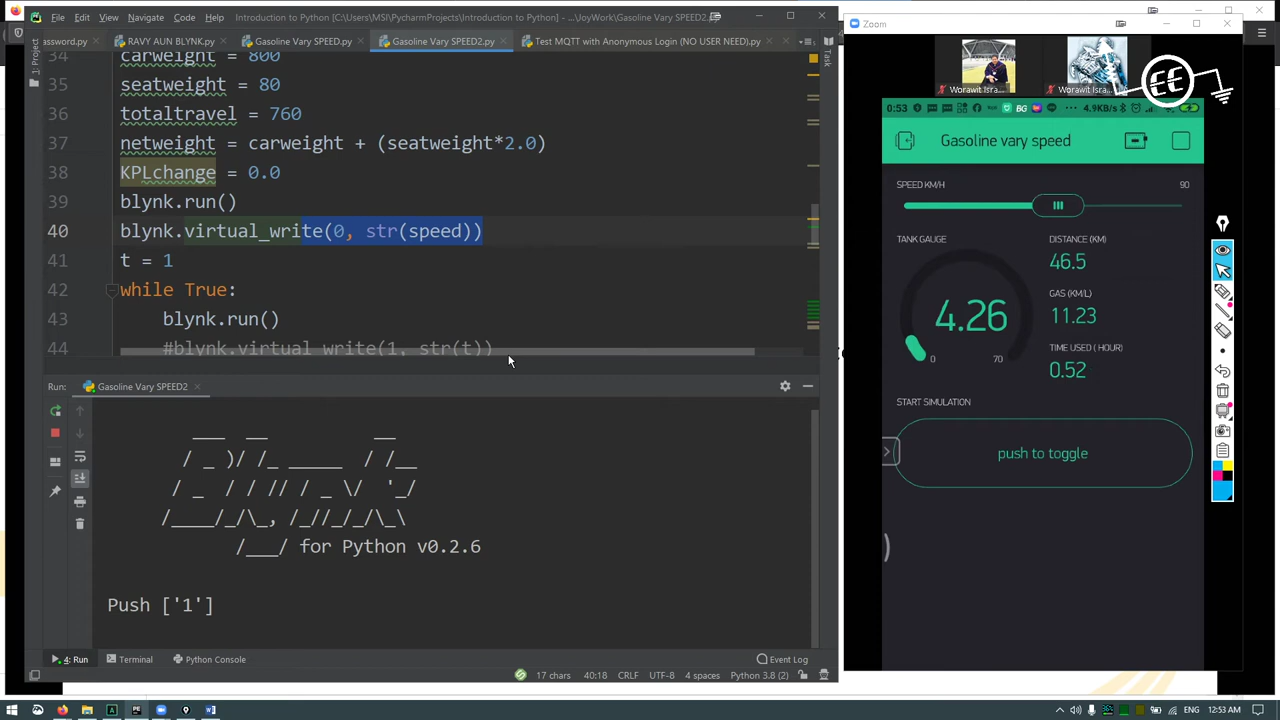 File Edit View Navigate Code Introduction to Python [C:\Users\MSI\PycharmProjects\Introduction to Python] - ...\JoyWork\Gasoline Vary SPEED2.py
assword.py RAVY AUN BLYNK.py Gasoline Vary SPEED.py Gasoline Vary SPEED2.py Test MQTT with Anonymous Login (NO USER NEED).py
1: Project
Task
34 carweight = 800
35 seatweight = 80
36 totaltravel = 760
37 netweight = carweight + (seatweight*2.0)
38 KPLchange = 0.0
39 blynk.run()
40 blynk.virtual_write(0, str(speed))
41 t = 1
42 while True:
43 blynk.run()
44 #blynk.virtual_write(1, str(t))
Run: Gasoline Vary SPEED2
for Python v0.2.6
Push ['1']
4: Run Terminal Python Console Event Log
17 chars 40:18 CRLF UTF-8 4 spaces Python 3.8 (2)
Zoom
Worawit Isra... Worawit Isra...
EE
0:53 BG 4.9KB/s
Gasoline vary speed
SPEED KM/H 90
TANK GAUGE
4.26
0 70
DISTANCE (KM)
46.5
GAS (KM/L)
11.23
TIME USED ( HOUR)
0.52
START SIMULATION
push to toggle
12:53 AM